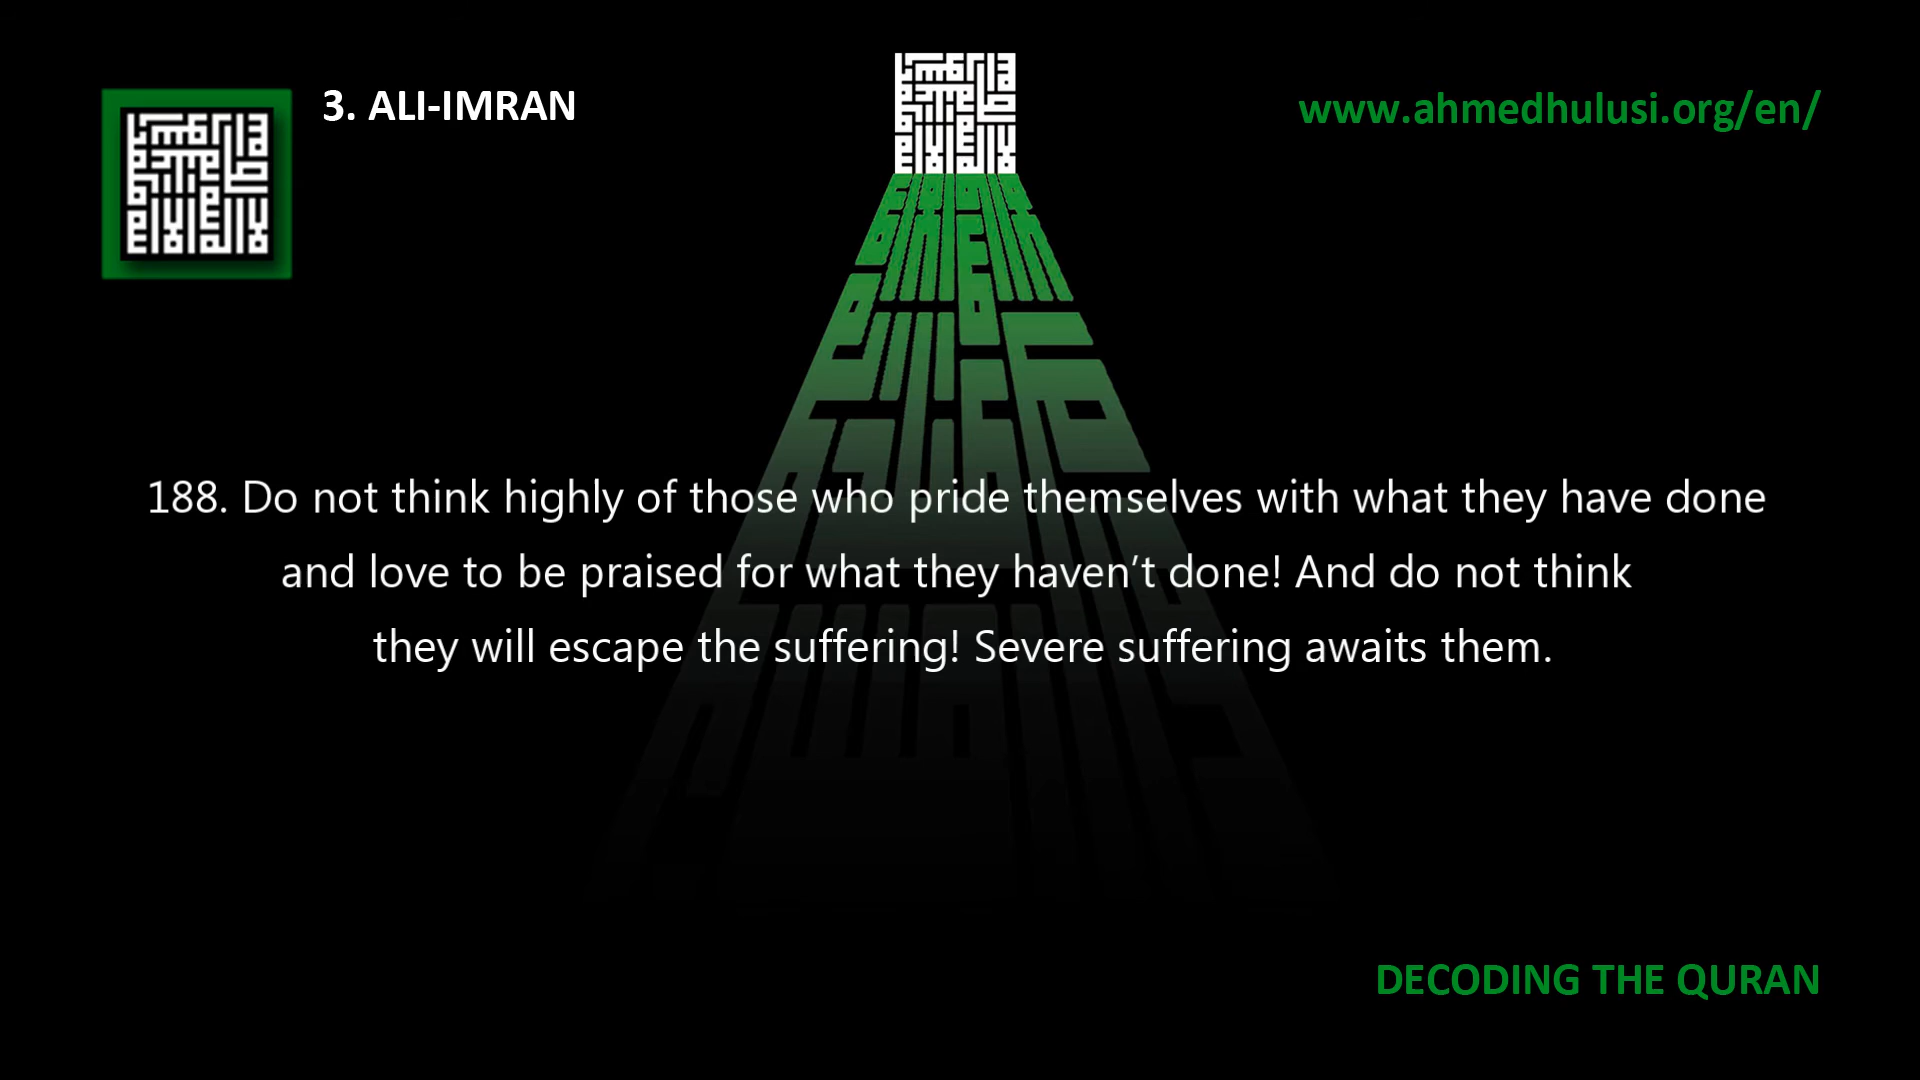 3. ALI-IMRAN
www.ahmedhulusi.org/en/
188. Do not think highly of those who pride themselves with what they have done
and love to be praised for what they haven’t done! And do not think
they will escape the suffering! Severe suffering awaits them.
DECODING THE QURAN